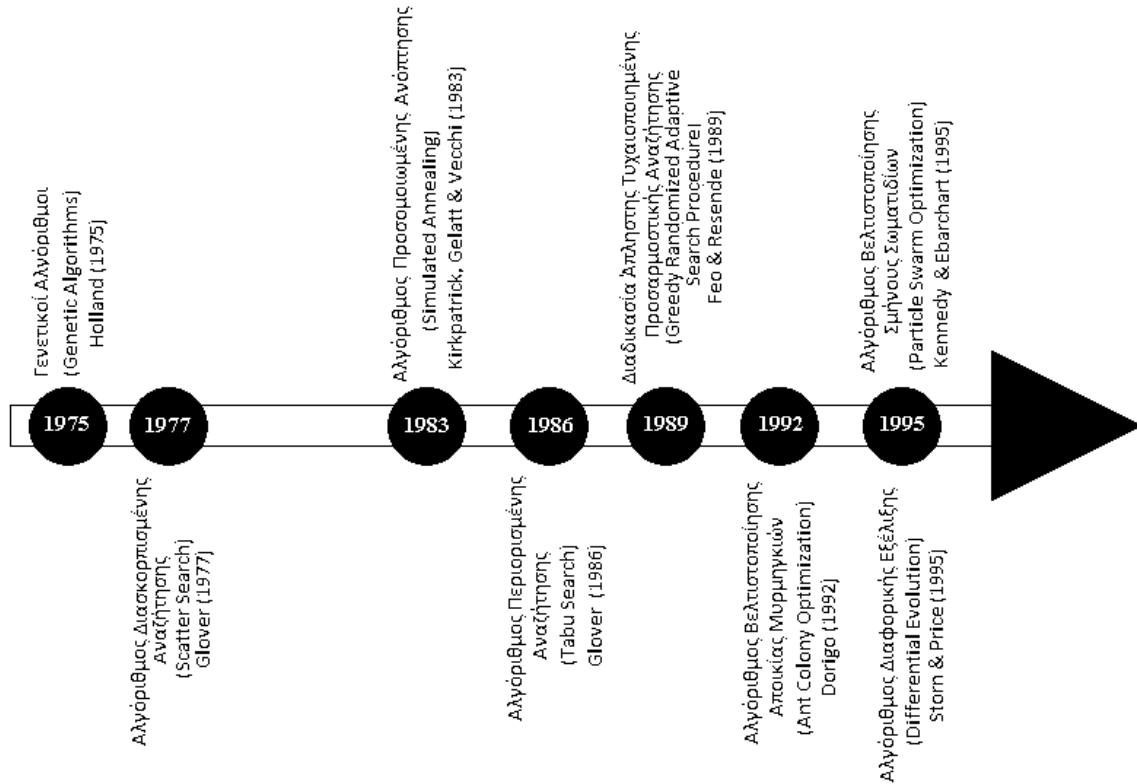 Γενετικοί Αλγόριθμοι
(Genetic Algorithms)
Holland (1975)
Αλγόριθμος Προσομοιωμένης Ανόπτησης
(Simulated Annealing)
Kirkpatrick, Gelatt & Vecchi (1983)
Διαδικασία Άπληστης Τυχαιοποιημένης
Προσαρμοστικής Αναζήτησης
(Greedy Randomized Adaptive
Search Procedure)
Feo & Resende (1989)
Αλγόριθμος Βελτιστοποίησης
Σμήνους Σωματιδίων
(Particle Swarm Optimization)
Kennedy & Ebarchart (1995)
1975
1977
1983
1986
1989
1992
1995
Αλγόριθμος Διασκορπισμένης
Αναζήτησης
(Scatter Search)
Glover (1977)
Αλγόριθμος Περιορισμένης
Αναζήτησης
(Tabu Search)
Glover (1986)
Αλγόριθμος Βελτιστοποίησης
Αποικίας Μυρμηγκιών
(Ant Colony Optimization)
Dorigo (1992)
Αλγόριθμος Διαφορικής Εξέλιξης
(Differential Evolution)
Storn & Price (1995)